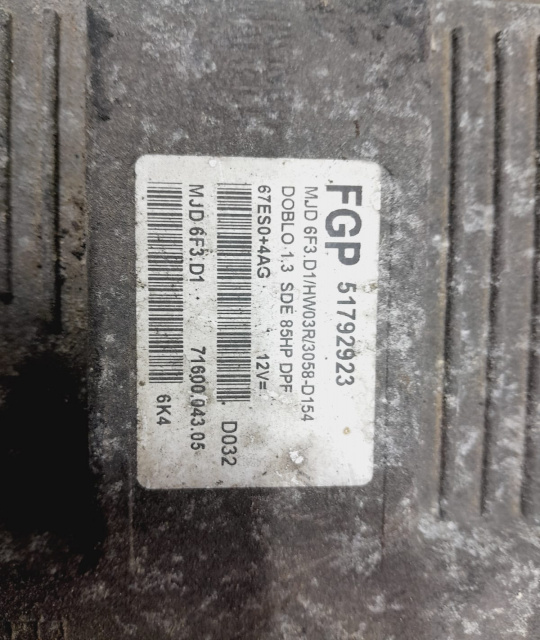 FGP 51792923
MJD 6F3.D1/HW03R/3058-D154
DOBLO 1.3 SDE 85HP DPF
67ES0+4AG 12V=
D032
MJD 6F3.D1 71600.043.05
6K4